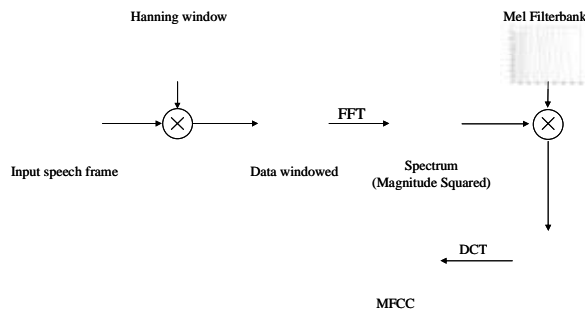 Hanning window
Mel Filterbank
FFT
Input speech frame
Data windowed
Spectrum
(Magnitude Squared)
DCT
MFCC